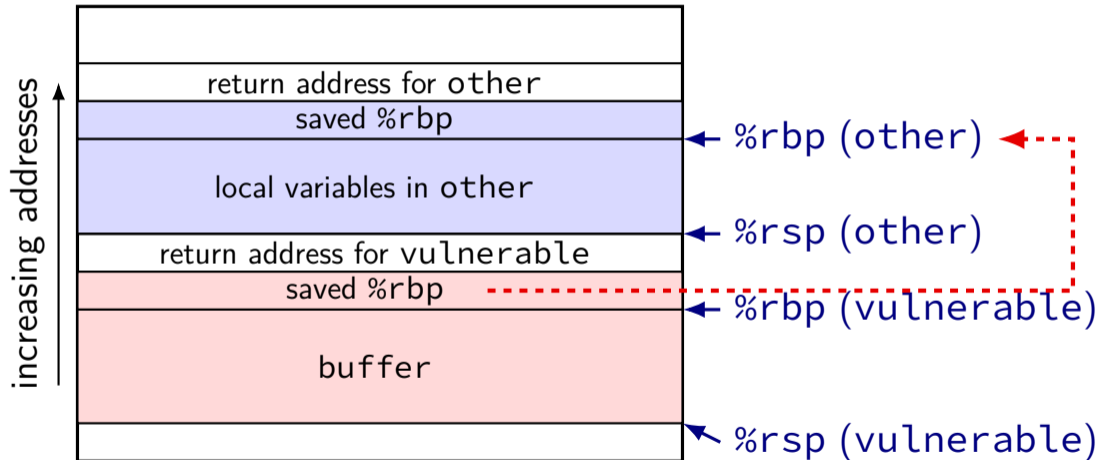 increasing addresses
return address for other
saved %rbp
%rbp (other)
local variables in other
%rsp (other)
return address for vulnerable
saved %rbp
%rbp (vulnerable)
buffer
%rsp (vulnerable)